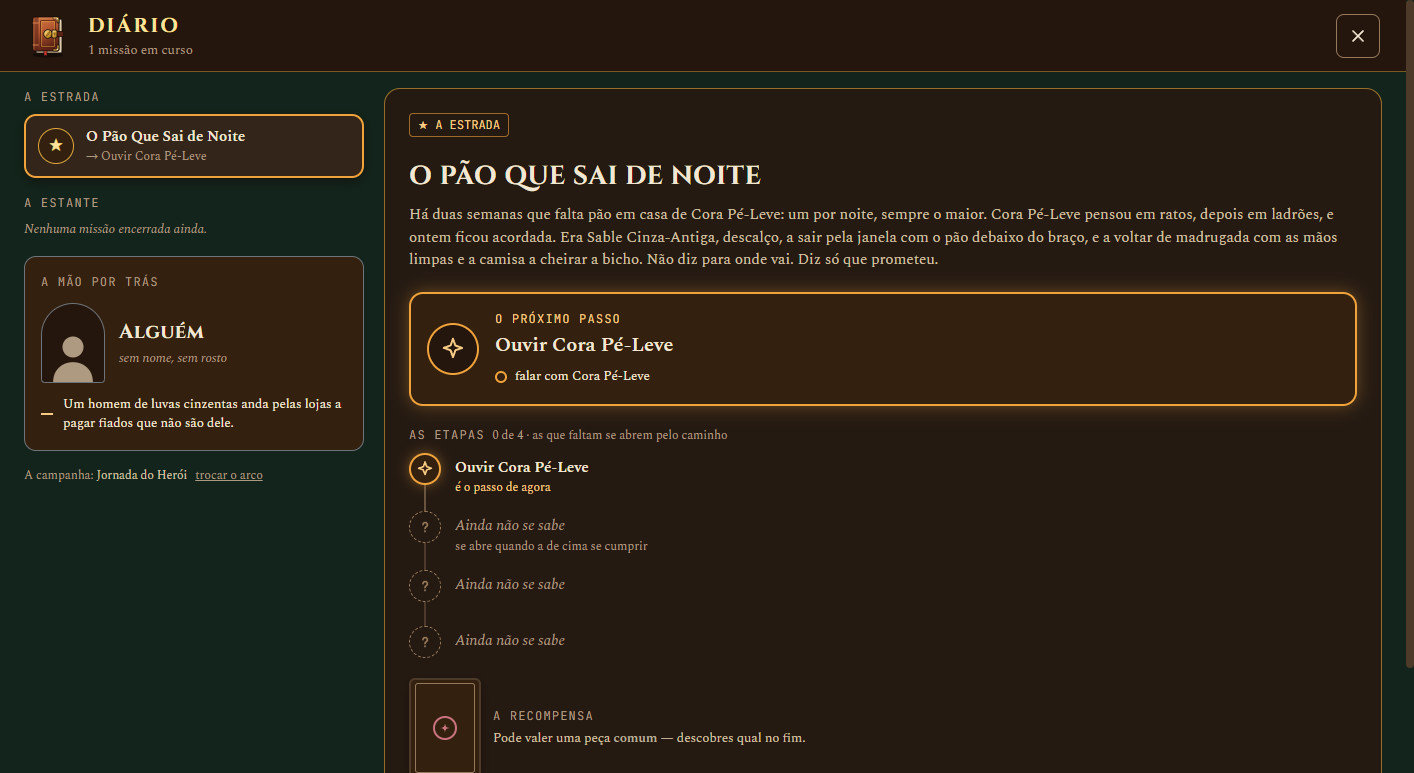 DIÁRIO
1 missão em curso
A ESTRADA
O Pão Que Sai de Noite
→ Ouvir Cora Pé-Leve
A ESTANTE
Nenhuma missão encerrada ainda.
A MÃO POR TRÁS
Alguém
sem nome, sem rosto
Um homem de luvas cinzentas anda pelas lojas a
pagar fiados que não são dele.
A campanha: Jornada do Herói trocar o arco
★ A ESTRADA
O PÃO QUE SAI DE NOITE
Há duas semanas que falta pão em casa de Cora Pé-Leve: um por noite, sempre o maior. Cora Pé-Leve pensou em ratos, depois em ladrões, e
ontem ficou acordada. Era Sable Cinza-Antiga, descalço, a sair pela janela com o pão debaixo do braço, e a voltar de madrugada com as mãos
limpas e a camisa a cheirar a bicho. Não diz para onde vai. Diz só que prometeu.
O PRÓXIMO PASSO
Ouvir Cora Pé-Leve
falar com Cora Pé-Leve
AS ETAPAS 0 de 4 · as que faltam se abrem pelo caminho
Ouvir Cora Pé-Leve
é o passo de agora
? Ainda não se sabe
se abre quando a de cima se cumprir
? Ainda não se sabe
? Ainda não se sabe
A RECOMPENSA
Pode valer uma peça comum — descobres qual no fim.